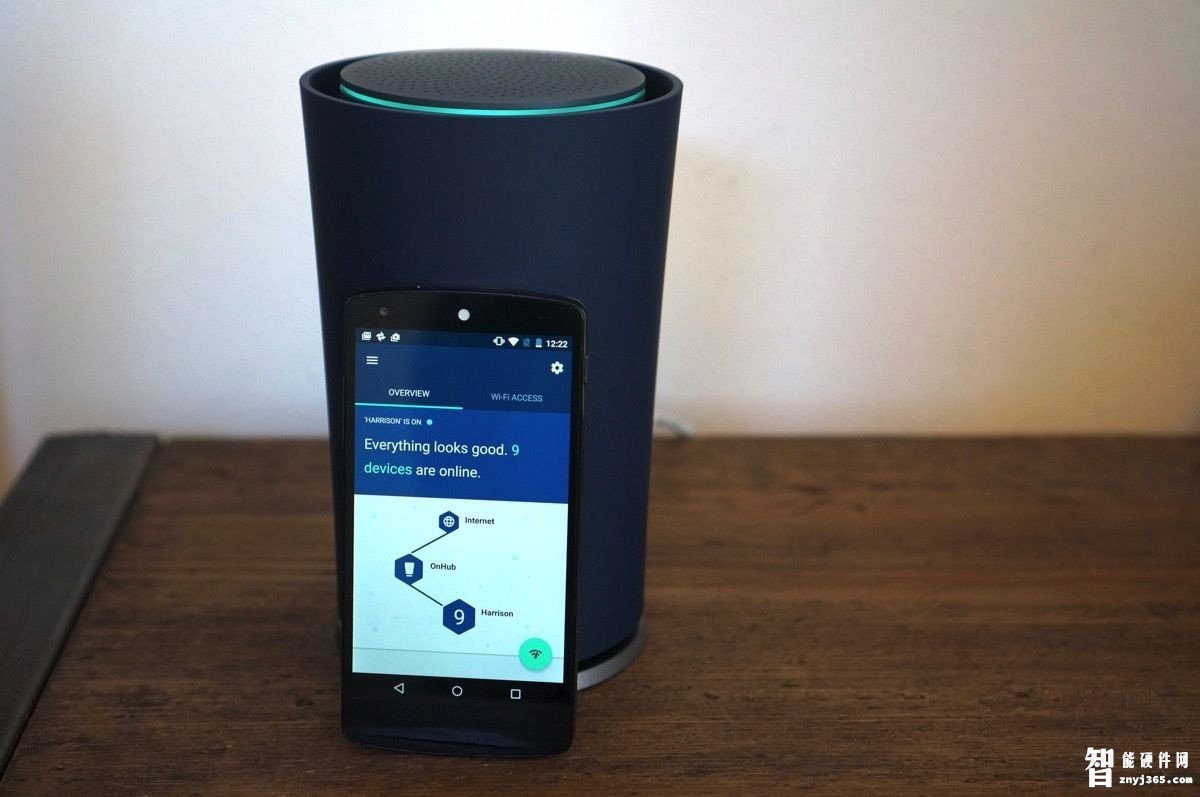 12:22
OVERVIEW
Wi-Fi ACCESS
'HARRISON' IS ON
Everything looks good. 9
devices are online.
Internet
OnHub
9
Harrison
智能硬件网
znyj365.com